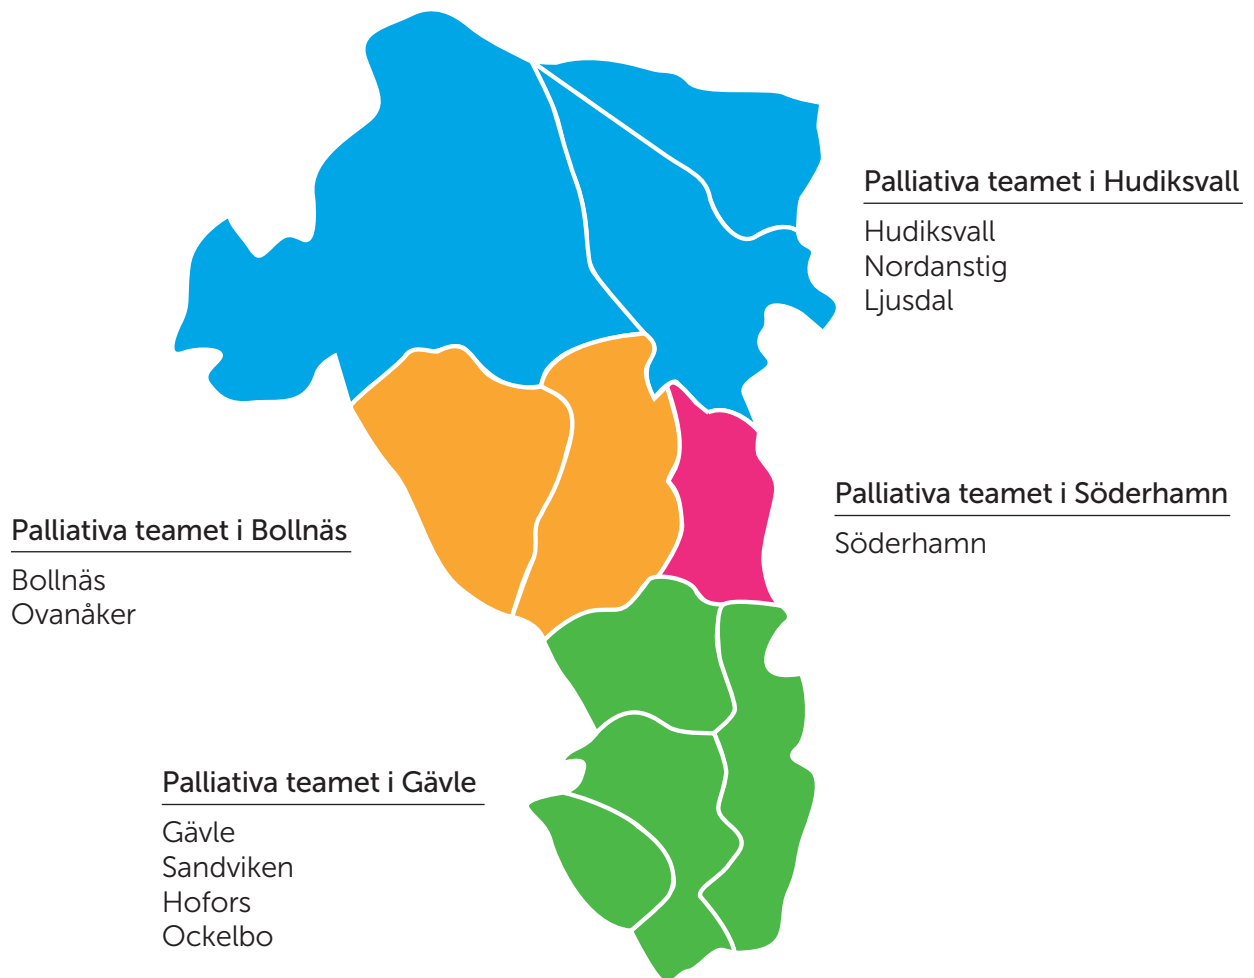 Palliativa teamet i Hudiksvall
Hudiksvall
Nordanstig
Ljusdal
Palliativa teamet i Söderhamn
Söderhamn
Palliativa teamet i Bollnäs
Bollnäs
Ovanåker
Palliativa teamet i Gävle
Gävle
Sandviken
Hofors
Ockelbo